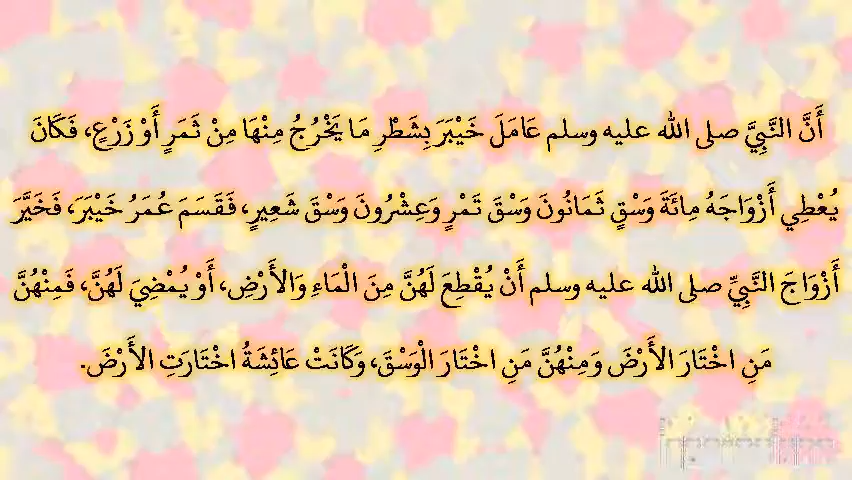 أَنَّ النَّبِيَّ صلى الله عليه وسلم عَامَلَ خَيْبَرَ بِشَطْرِ مَا يَخْرُجُ مِنْهَا مِنْ ثَمَرٍ أَوْ زَرْعٍ، فَكَانَ
يُعْطِي أَزْوَاجَهُ مِائَةَ وَسْقٍ ثَمَانُونَ وَسْقَ تَمْرٍ وَعِشْرُونَ وَسْقَ شَعِيرٍ، فَقَسَمَ عُمَرُ خَيْبَرَ، فَخَيَّرَ
أَزْوَاجَ النَّبِيِّ صلى الله عليه وسلم أَنْ يُقْطِعَ لَهُنَّ مِنَ الْمَاءِ وَالأَرْضِ، أَوْ يُمْضِيَ لَهُنَّ، فَمِنْهُنَّ
مَنِ اخْتَارَ الأَرْضَ وَمِنْهُنَّ مَنِ اخْتَارَ الْوَسْقَ، وَكَانَتْ عَائِشَةُ اخْتَارَتِ الأَرْضَ.